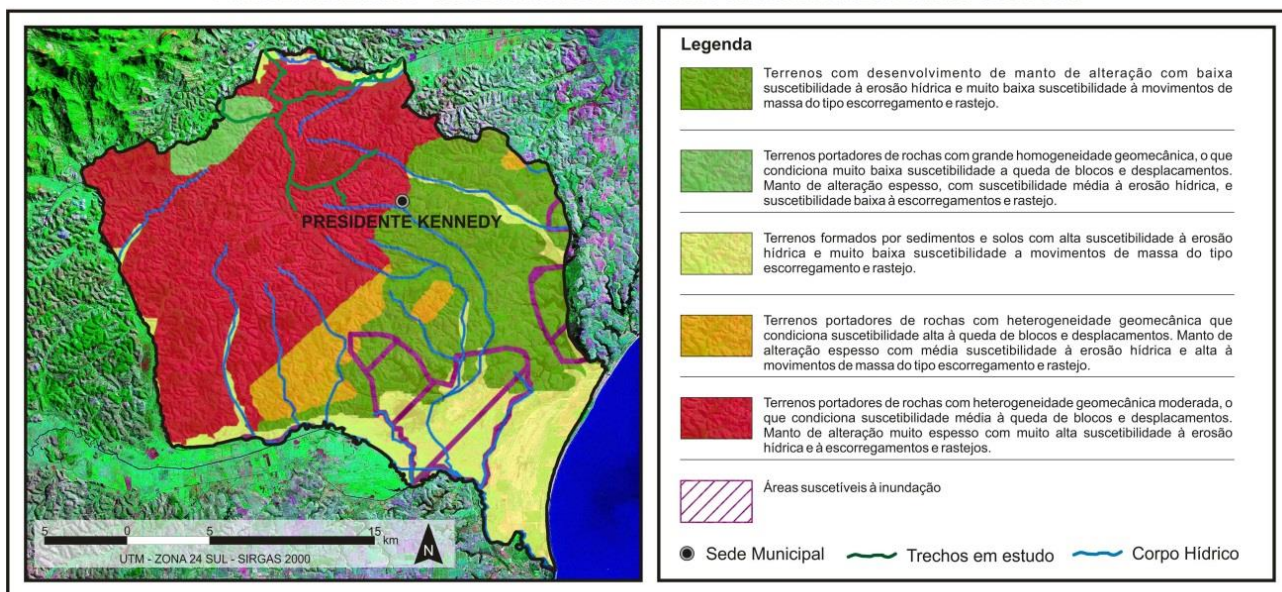 PRESIDENTE KENNEDY
5
0
5
15
km
UTM - ZONA 24 SUL - SIRGAS 2000
N
Legenda
Terrenos com desenvolvimento de manto de alteração com baixa
suscetibilidade à erosão hídrica e muito baixa suscetibilidade à movimentos de
massa do tipo escorregamento e rastejo.
Terrenos portadores de rochas com grande homogeneidade geomecânica, o que
condiciona muito baixa suscetibilidade a queda de blocos e desplacamentos.
Manto de alteração espesso, com suscetibilidade média à erosão hídrica, e
suscetibilidade baixa à escorregamentos e rastejo.
Terrenos formados por sedimentos e solos com alta suscetibilidade à erosão
hídrica e muito baixa suscetibilidade a movimentos de massa do tipo
escorregamento e rastejo.
Terrenos portadores de rochas com heterogeneidade geomecânica que
condiciona suscetibilidade alta à queda de blocos e desplacamentos. Manto de
alteração espesso com média suscetibilidade à erosão hídrica e alta à
movimentos de massa do tipo escorregamento e rastejo.
Terrenos portadores de rochas com heterogeneidade geomecânica moderada, o
que condiciona suscetibilidade média à queda de blocos e desplacamentos.
Manto de alteração muito espesso com muito alta suscetibilidade à erosão
hídrica e à escorregamentos e rastejos.
Áreas suscetíveis à inundação
Sede Municipal
Trechos em estudo
Corpo Hídrico